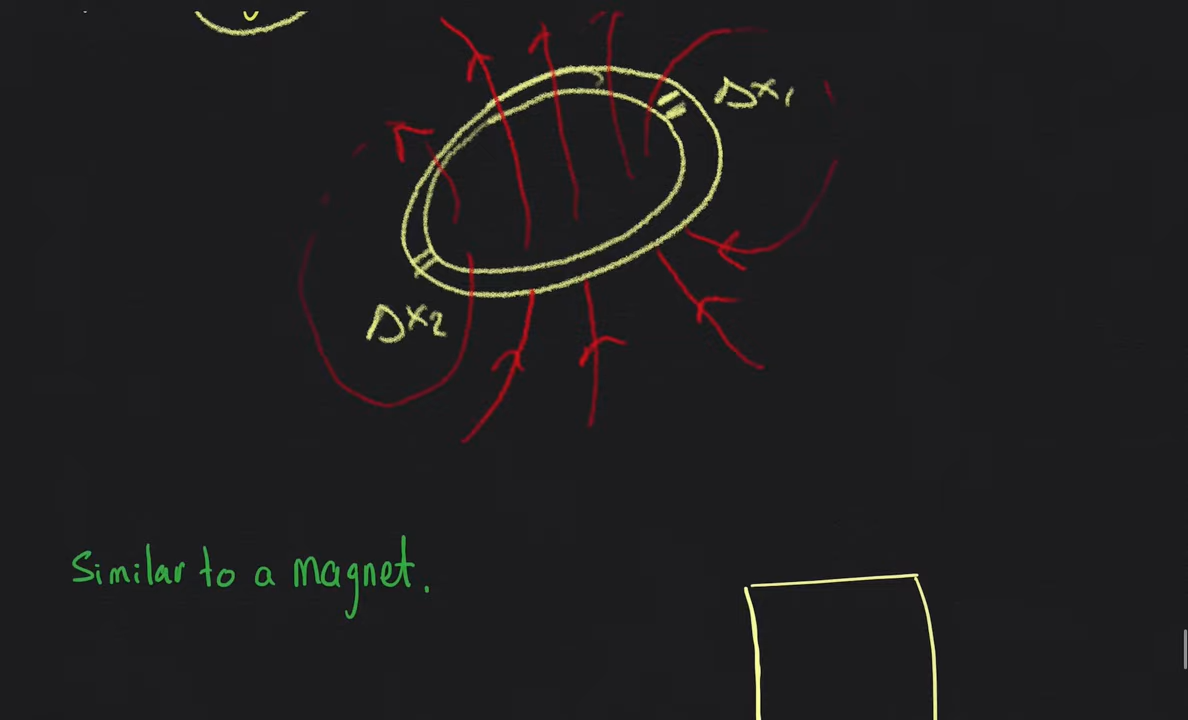 Δx₁
Δx₂
Similar to a magnet.